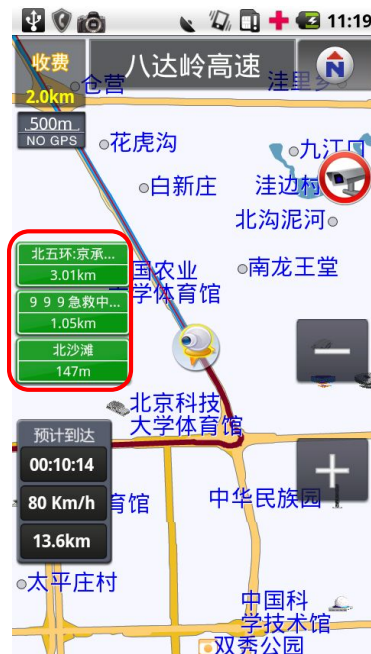 11:19
收费
八达岭高速
N
2.0km
仓营
洼里乡
500m
NO GPS
花虎沟
九江口
白新庄
洼边村
北沟泥河
北五环:京承...
3.01km
国农业
大学体育馆
南龙王堂
999急救中...
1.05km
北沙滩
147m
北京科技
大学体育馆
预计到达
00:10:14
80 Km/h
育馆
中华民族园
13.6km
太平庄村
中国科
学技术馆
双秀公园